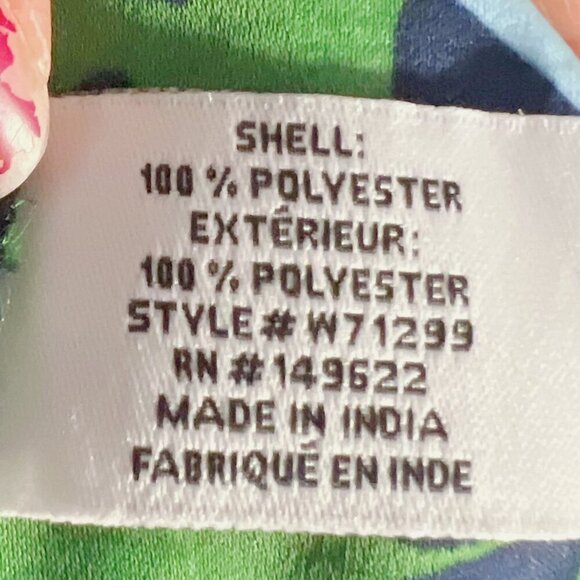 SHELL:
100 % POLYESTER
EXTÉRIEUR:
100 % POLYESTER
STYLE # W71299
RN # 149622
MADE IN INDIA
FABRIQUÉ EN INDE